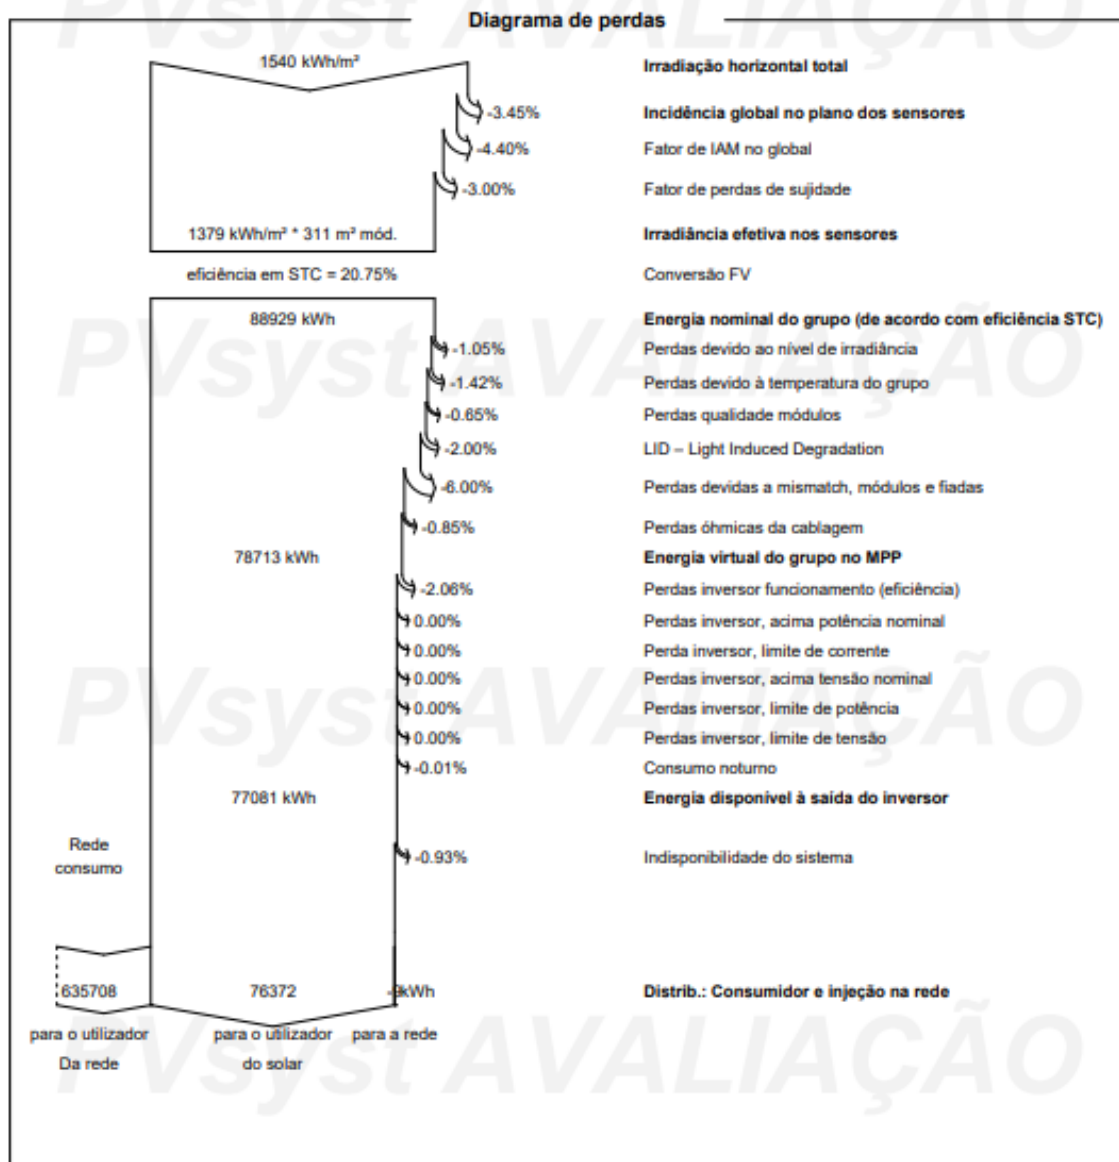 Diagrama de perdas
PVsyst AVALIAÇÃO
1540 kWh/m²
Irradiação horizontal total
-3.45%
Incidência global no plano dos sensores
-4.40%
Fator de IAM no global
-3.00%
Fator de perdas de sujidade
1379 kWh/m² * 311 m² mód.
Irradiância efetiva nos sensores
eficiência em STC = 20.75%
Conversão FV
88929 kWh
Energia nominal do grupo (de acordo com eficiência STC)
PVsyst AVALIAÇÃO
-1.05%
Perdas devido ao nível de irradiância
-1.42%
Perdas devido à temperatura do grupo
-0.65%
Perdas qualidade módulos
-2.00%
LID – Light Induced Degradation
-6.00%
Perdas devidas a mismatch, módulos e fiadas
-0.85%
Perdas óhmicas da cablagem
78713 kWh
Energia virtual do grupo no MPP
-2.06%
Perdas inversor funcionamento (eficiência)
0.00%
Perdas inversor, acima potência nominal
0.00%
Perda inversor, limite de corrente
0.00%
Perdas inversor, acima tensão nominal
PVsyst AVALIAÇÃO
0.00%
Perdas inversor, limite de potência
0.00%
Perdas inversor, limite de tensão
-0.01%
Consumo noturno
77081 kWh
Energia disponível à saída do inversor
Rede
consumo
-0.93%
Indisponibilidade do sistema
635708
76372
kWh
Distrib.: Consumidor e injeção na rede
para o utilizador
Da rede
para o utilizador
do solar
para a rede
PVsyst AVALIAÇÃO